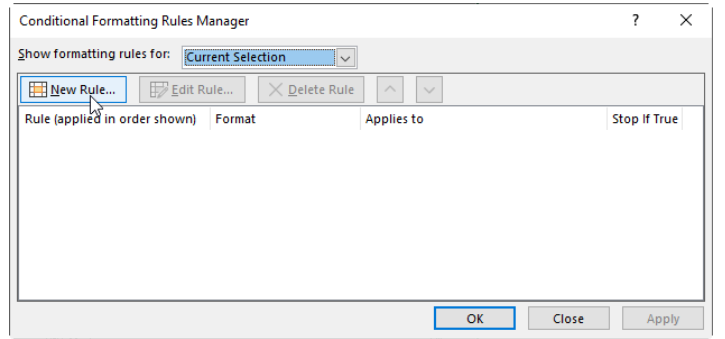 Conditional Formatting Rules Manager ? ×
Show formatting rules for: Current Selection
New Rule... Edit Rule... Delete Rule
Rule (applied in order shown) Format Applies to Stop If True
OK Close Apply